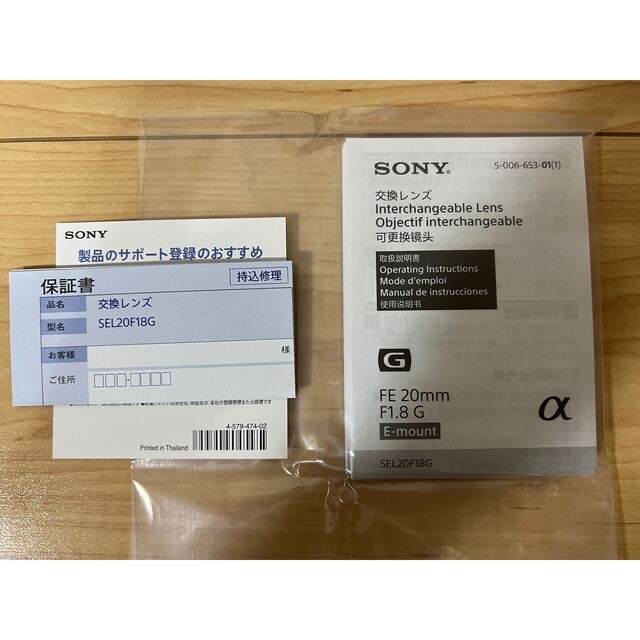 SONY
製品のサポート登録のおすすめ
保証書
持込修理
品名
交換レンズ
型名
SEL20F18G
お客様
様
ご住所
4-579-474-02
Printed in Thailand
SONY®
5-006-653-01(1)
交換レンズ
Interchangeable Lens
Objectif interchangeable
可更换镜头
取扱説明書
Operating Instructions
Mode d'emploi
Manual de instrucciones
使用说明书
G
FE 20mm
F1.8 G
E-mount
α
SEL20F18G